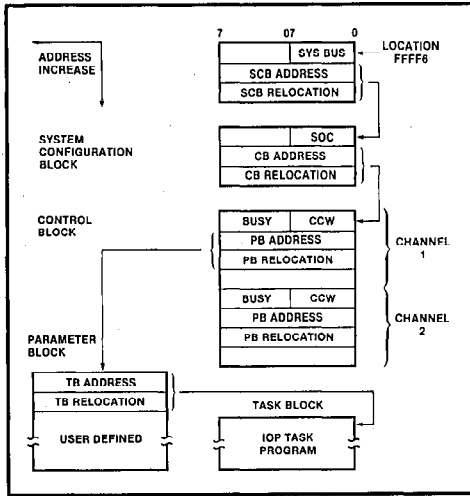 7 07 0
ADDRESS
INCREASE
SYS BUS
LOCATION
FFFF6
SCB ADDRESS
SCB RELOCATION
SYSTEM
CONFIGURATION
BLOCK
SOC
CB ADDRESS
CB RELOCATION
CONTROL
BLOCK
BUSY CCW
PB ADDRESS
PB RELOCATION
CHANNEL
1
BUSY CCW
PB ADDRESS
PB RELOCATION
CHANNEL
2
PARAMETER
BLOCK
TB ADDRESS
TB RELOCATION
USER DEFINED
TASK BLOCK
IOP TASK
PROGRAM